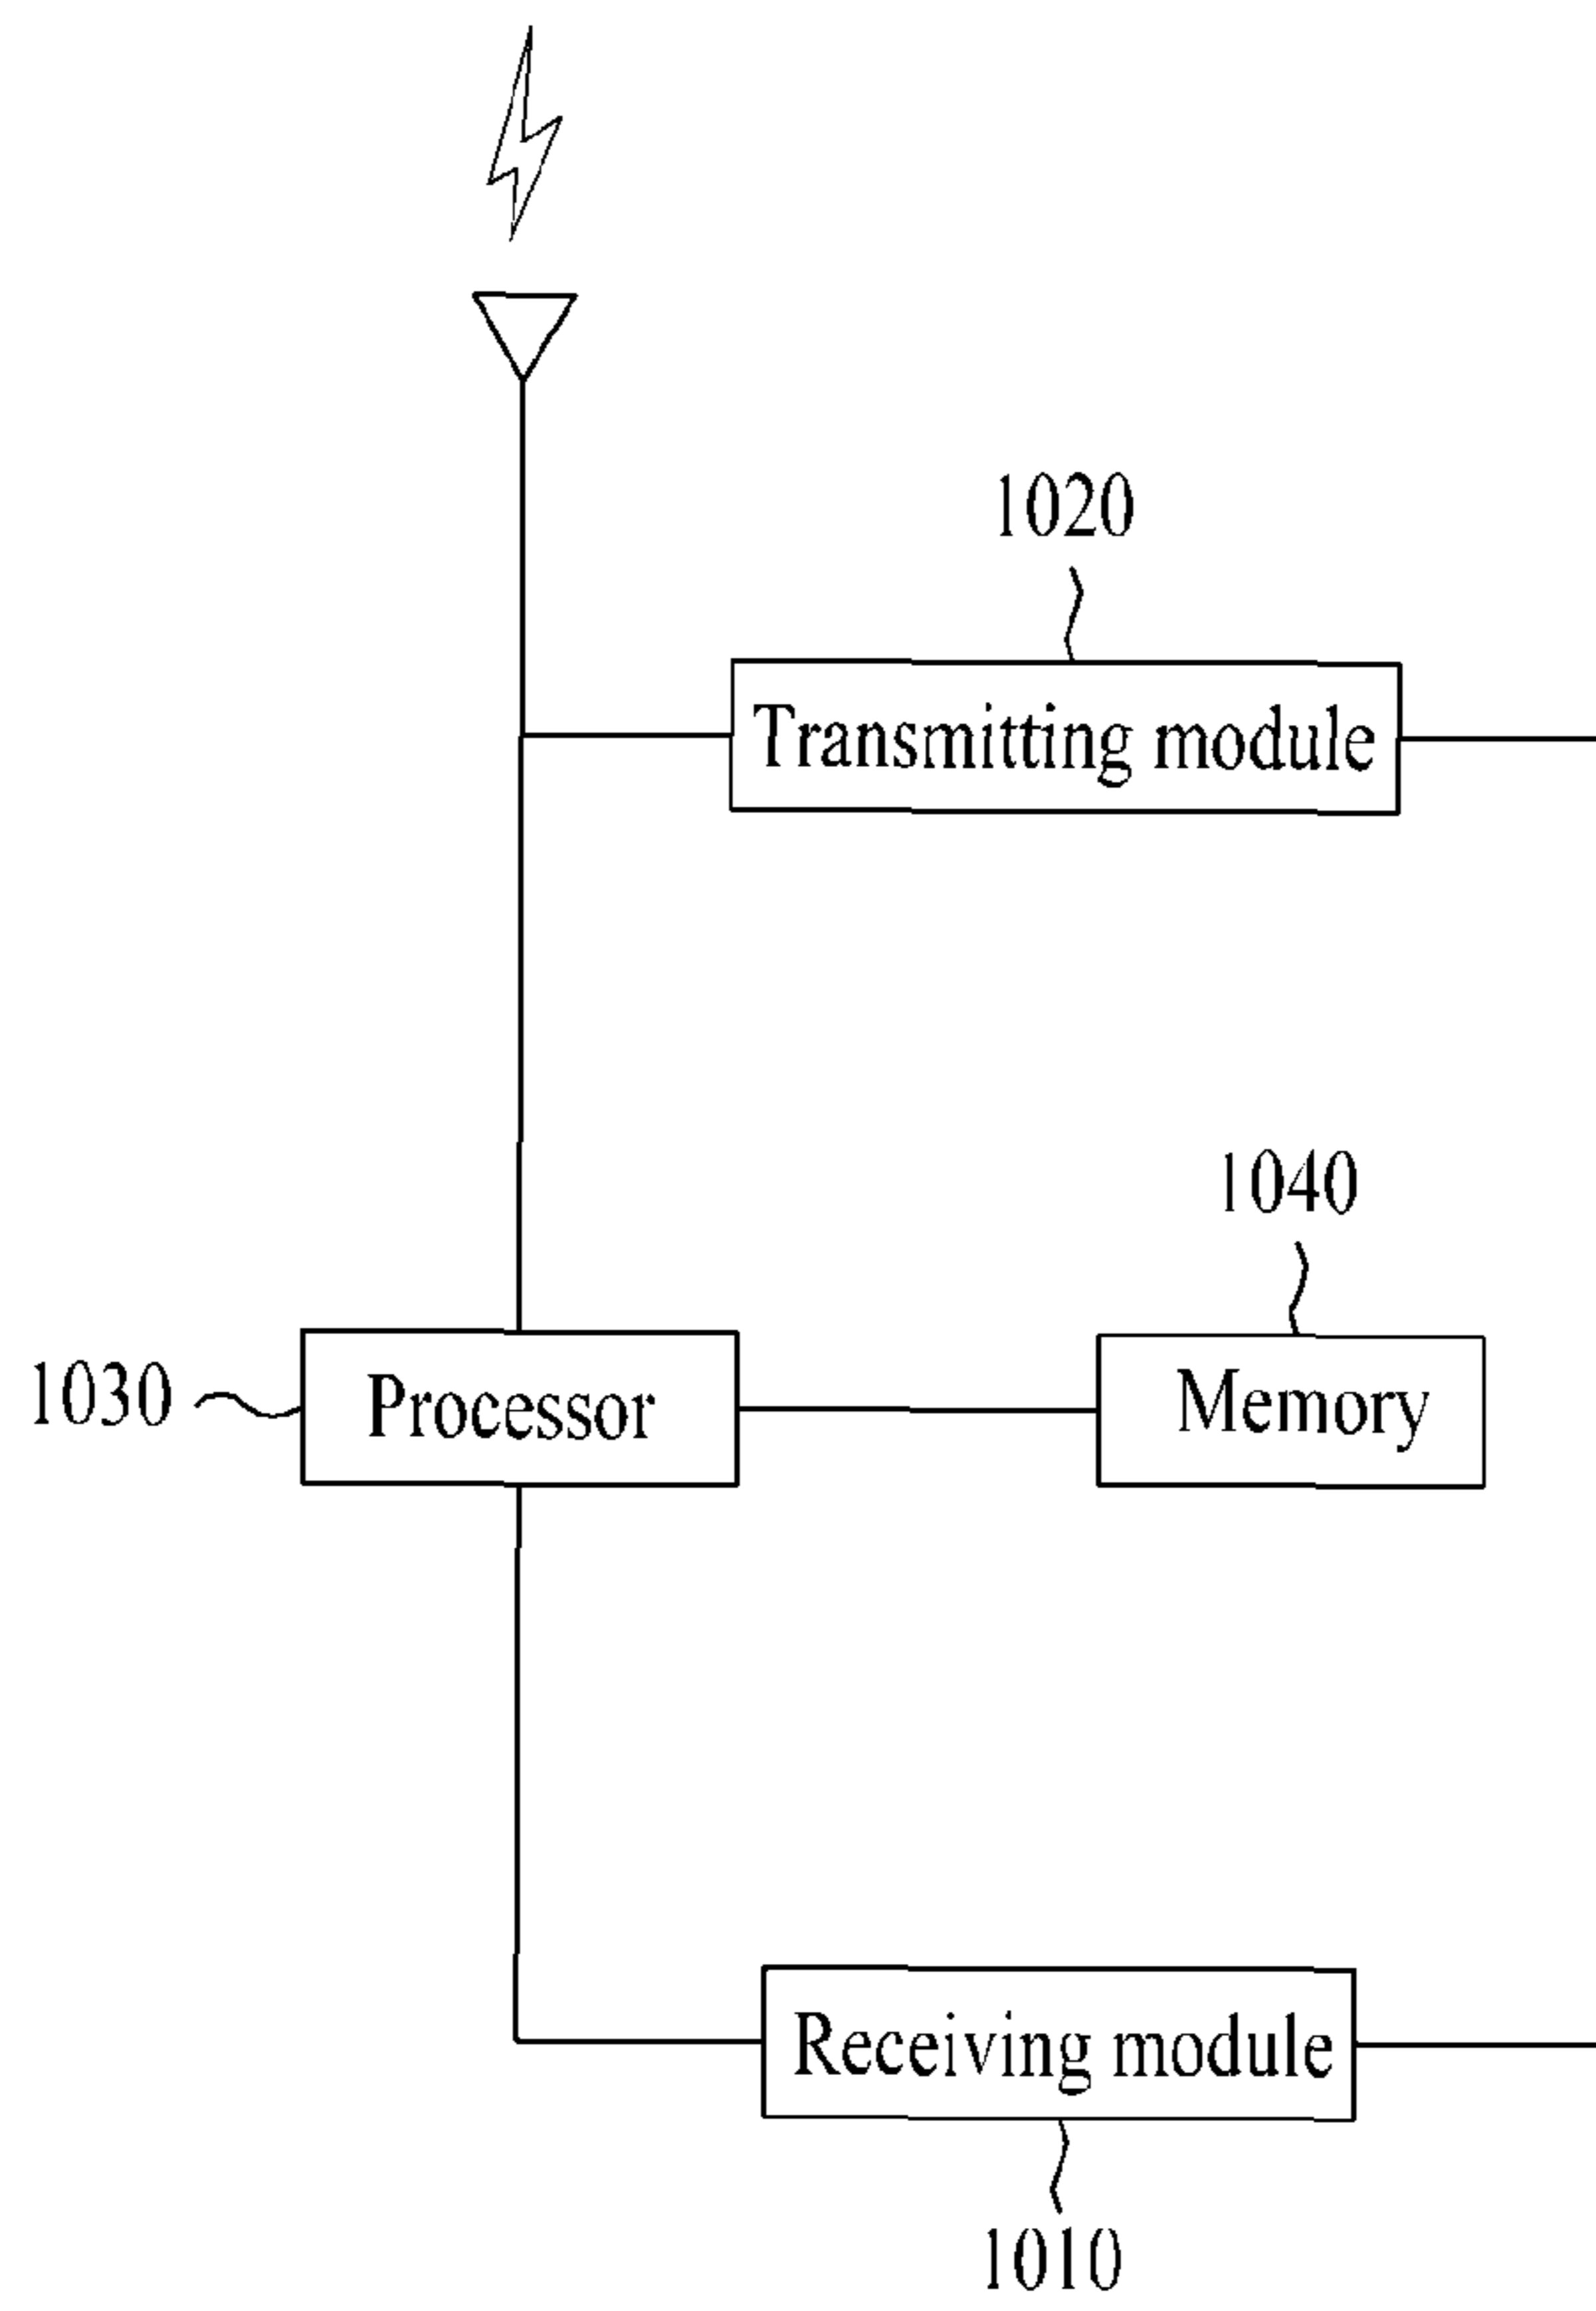 1020
Transmitting module
1040
1030
Processor
Memory
Receiving module
1010